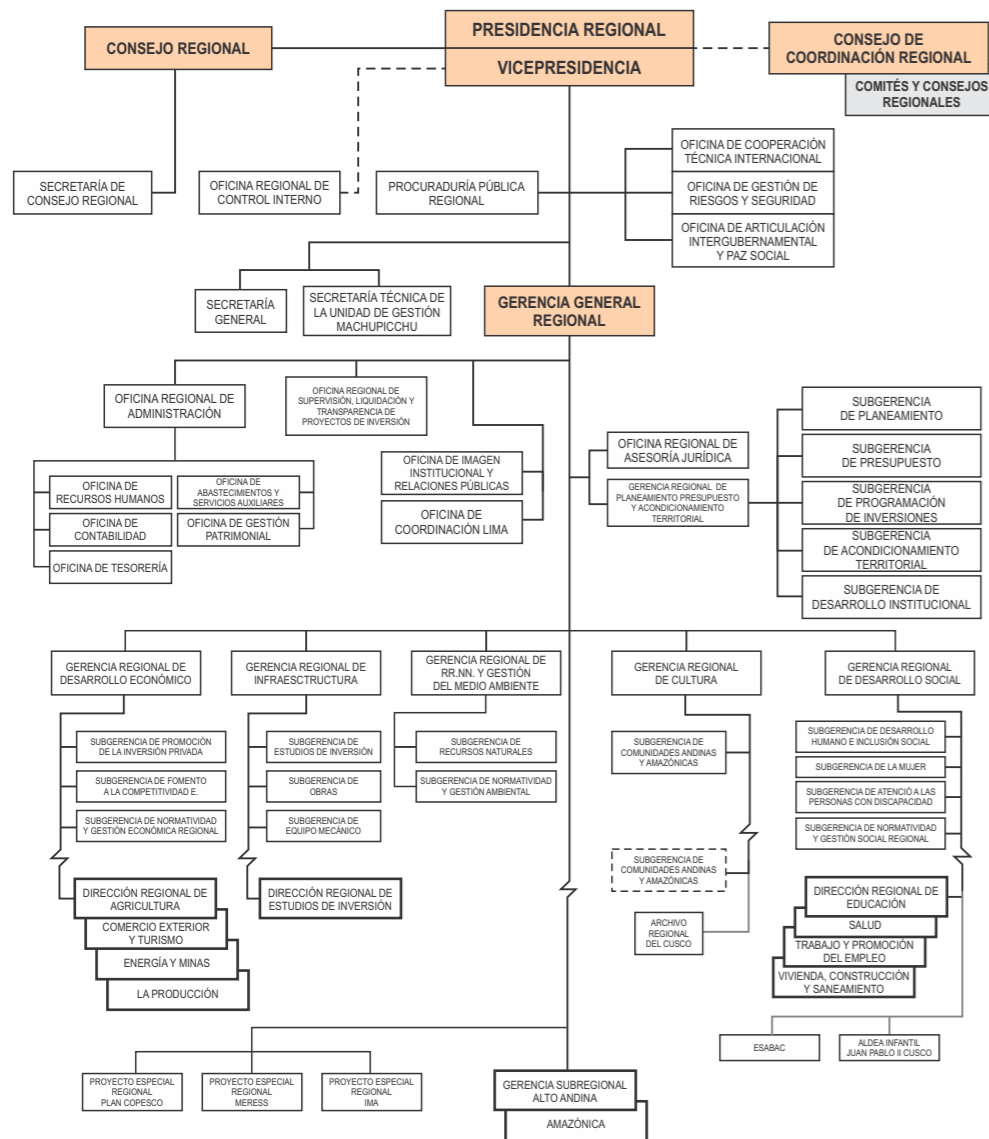 CONSEJO REGIONAL
PRESIDENCIA REGIONAL
VICEPRESIDENCIA
CONSEJO DE
COORDINACIÓN REGIONAL
COMITÉS Y CONSEJOS
REGIONALES
SECRETARÍA DE
CONSEJO REGIONAL
OFICINA REGIONAL DE
CONTROL INTERNO
PROCURADURÍA PÚBLICA
REGIONAL
OFICINA DE COOPERACIÓN
TÉCNICA INTERNACIONAL
OFICINA DE GESTIÓN DE
RIESGOS Y SEGURIDAD
OFICINA DE ARTICULACIÓN
INTERGUBERNAMENTAL
Y PAZ SOCIAL
SECRETARÍA
GENERAL
SECRETARÍA TÉCNICA DE
LA UNIDAD DE GESTIÓN
MACHUPICCHU
GERENCIA GENERAL
REGIONAL
OFICINA REGIONAL DE
ADMINISTRACIÓN
OFICINA REGIONAL DE
SUPERVISIÓN, LIQUIDACIÓN Y
TRANSPARENCIA DE
PROYECTOS DE INVERSIÓN
OFICINA DE
RECURSOS HUMANOS
OFICINA DE
ABASTECIMIENTOS Y
SERVICIOS AUXILIARES
OFICINA DE
CONTABILIDAD
OFICINA DE GESTIÓN
PATRIMONIAL
OFICINA DE TESORERÍA
OFICINA DE IMAGEN
INSTITUCIONAL Y
RELACIONES PÚBLICAS
OFICINA DE
COORDINACIÓN LIMA
OFICINA REGIONAL DE
ASESORÍA JURÍDICA
GERENCIA REGIONAL DE
PLANEAMIENTO PRESUPUESTO
Y ACONDICIONAMIENTO
TERRITORIAL
SUBGERENCIA
DE PLANEAMIENTO
SUBGERENCIA
DE PRESUPUESTO
SUBGERENCIA
DE PROGRAMACIÓN
DE INVERSIONES
SUBGERENCIA
DE ACONDICIONAMIENTO
TERRITORIAL
SUBGERENCIA DE
DESARROLLO INSTITUCIONAL
GERENCIA REGIONAL DE
DESARROLLO ECONÓMICO
SUBGERENCIA DE PROMOCIÓN
DE LA INVERSIÓN PRIVADA
SUBGERENCIA DE FOMENTO
A LA COMPETITIVIDAD E.
SUBGERENCIA DE NORMATIVIDAD
Y GESTIÓN ECONÓMICA REGIONAL
DIRECCIÓN REGIONAL DE
AGRICULTURA
COMERCIO EXTERIOR
Y TURISMO
ENERGÍA Y MINAS
LA PRODUCCIÓN
GERENCIA REGIONAL DE
INFRAESCTRUCTURA
SUBGERENCIA DE
ESTUDIOS DE INVERSIÓN
SUBGERENCIA DE
OBRAS
SUBGERENCIA DE
EQUIPO MECÁNICO
DIRECCIÓN REGIONAL DE
ESTUDIOS DE INVERSIÓN
GERENCIA REGIONAL DE
RR.NN. Y GESTIÓN
DEL MEDIO AMBIENTE
SUBGERENCIA DE
RECURSOS NATURALES
SUBGERENCIA DE NORMATIVIDAD
Y GESTIÓN AMBIENTAL
GERENCIA REGIONAL
DE CULTURA
SUBGERENCIA DE
COMUNIDADES ANDINAS
Y AMAZÓNICAS
SUBGERENCIA DE
COMUNIDADES ANDINAS
Y AMAZÓNICAS
ARCHIVO
REGIONAL
DEL CUSCO
GERENCIA REGIONAL
DE DESARROLLO SOCIAL
SUBGERENCIA DE DESARROLLO
HUMANO E INCLUSIÓN SOCIAL
SUBGERENCIA DE LA MUJER
SUBGERENCIA DE ATENCIÓ A LAS
PERSONAS CON DISCAPACIDAD
SUBGERENCIA DE NORMATIVIDAD
Y GESTIÓN SOCIAL REGIONAL
DIRECCIÓN REGIONAL DE
EDUCACIÓN
SALUD
TRABAJO Y PROMOCIÓN
DEL EMPLEO
VIVIENDA, CONSTRUCCIÓN
Y SANEAMIENTO
ESABAC
ALDEA INFANTIL
JUAN PABLO II CUSCO
PROYECTO ESPECIAL
REGIONAL
PLAN COPESCO
PROYECTO ESPECIAL
REGIONAL
MERESS
PROYECTO ESPECIAL
REGIONAL
IMA
GERENCIA SUBREGIONAL
ALTO ANDINA
AMAZÓNICA